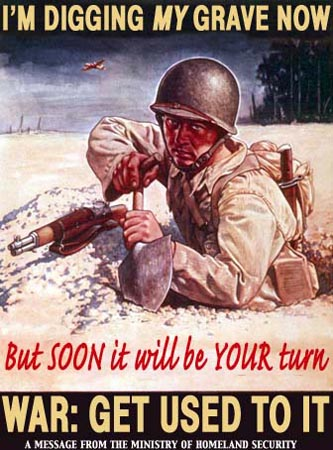 I'M DIGGING MY GRAVE NOW
But SOON it will be YOUR turn
WAR: GET USED TO IT
A MESSAGE FROM THE MINISTRY OF HOMELAND SECURITY